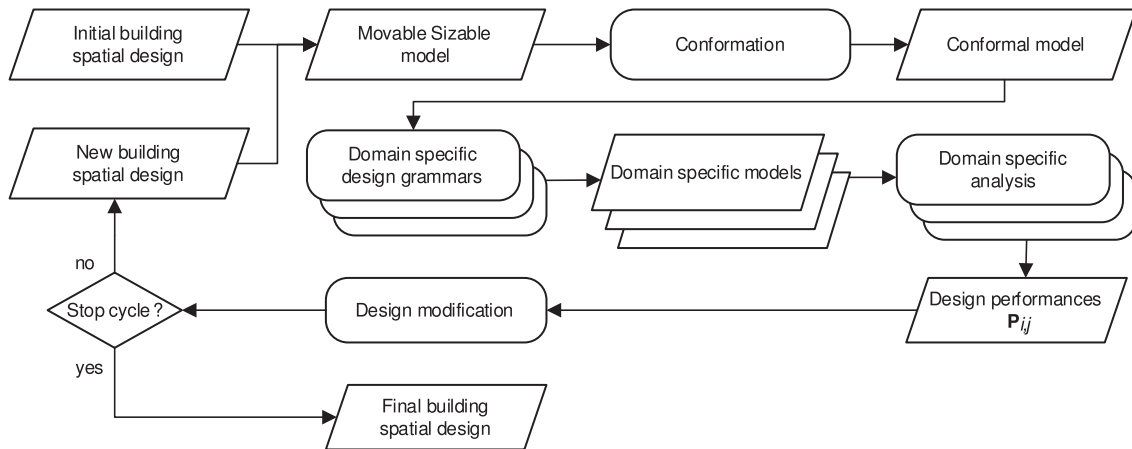 Initial building
spatial design
Movable Sizable
model
Conformation
Conformal model
New building
spatial design
Domain specific
design grammars
Domain specific models
Domain specific
analysis
no
Stop cycle ?
Design modification
Design performances
P i,j
yes
Final building
spatial design